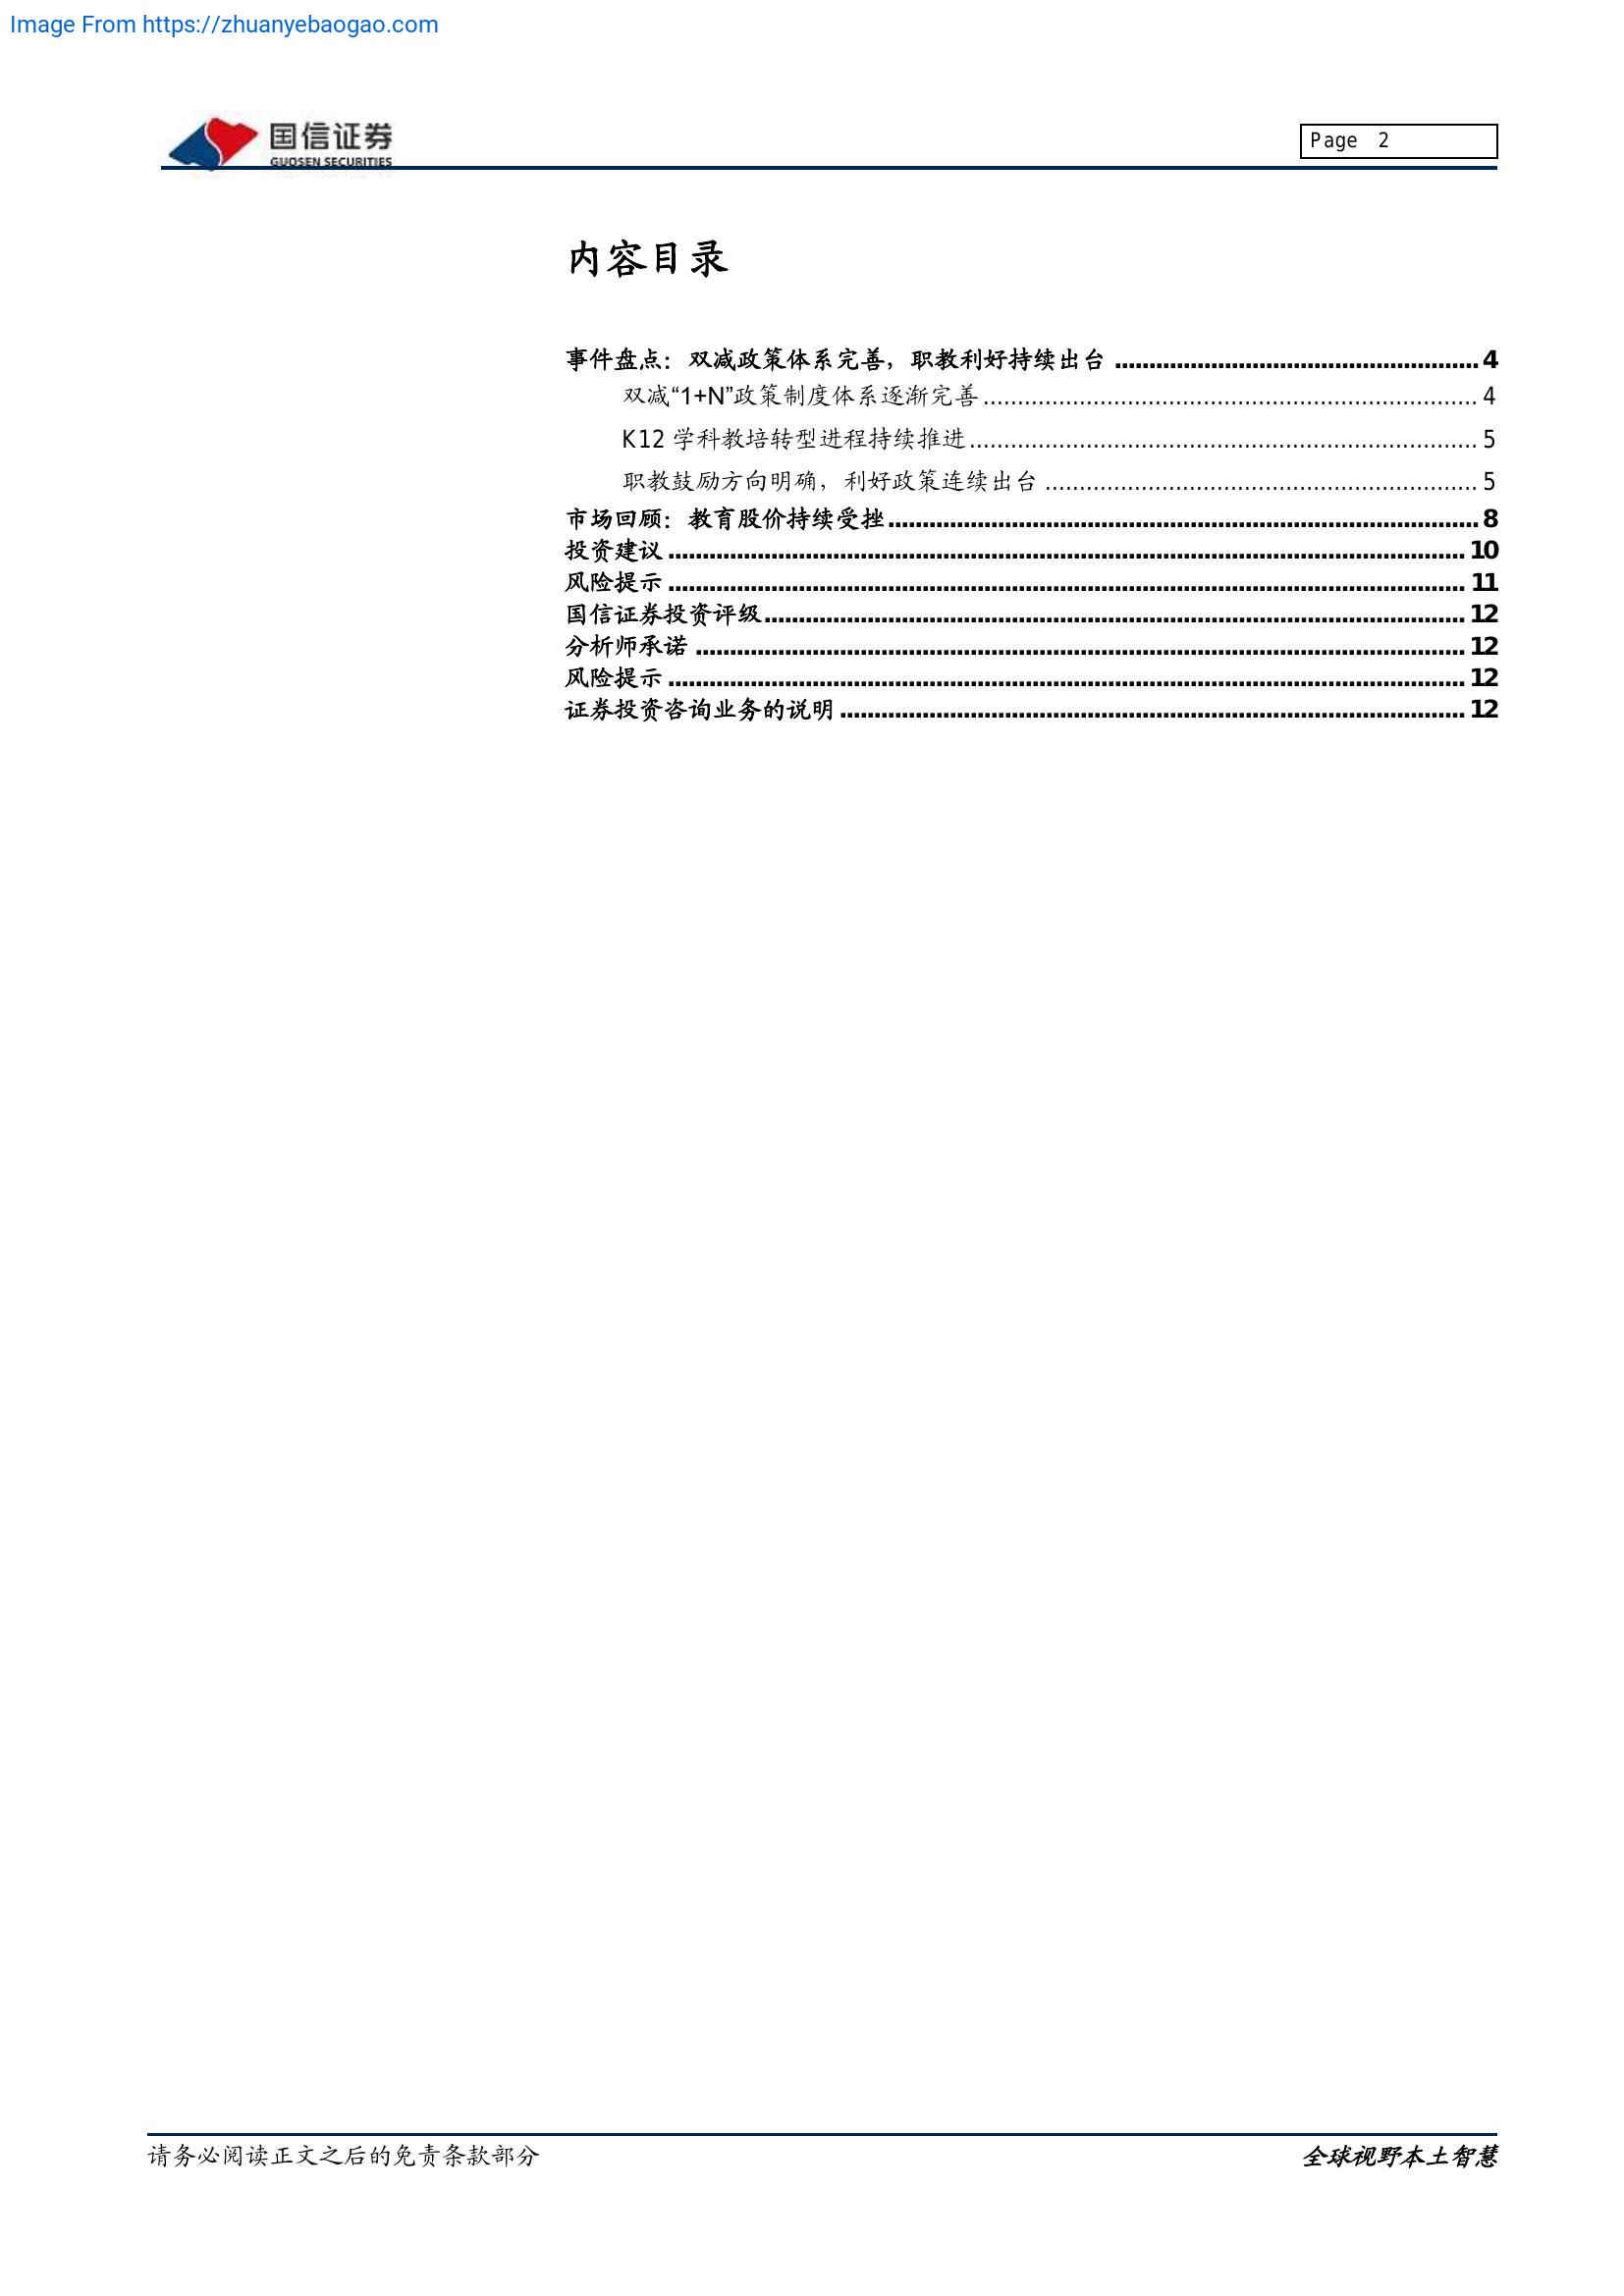 Image From https://zhuanyebaogao.com
国信证券
GUOSEN SECURITIES
Page 2
内容目录
事件盘点：双减政策体系完善，职教利好持续出台 ..................................................... 4
双减“1+N”政策制度体系逐渐完善 ........................................................................ 4
K12 学科教培转型进程持续推进 .......................................................................... 5
职教鼓励方向明确，利好政策连续出台 ............................................................... 5
市场回顾：教育股价持续受挫 ...................................................................................... 8
投资建议 .................................................................................................................... 10
风险提示 .................................................................................................................... 11
国信证券投资评级 ...................................................................................................... 12
分析师承诺 ................................................................................................................ 12
风险提示 .................................................................................................................... 12
证券投资咨询业务的说明 ........................................................................................... 12
请务必阅读正文之后的免责条款部分
全球视野本土智慧